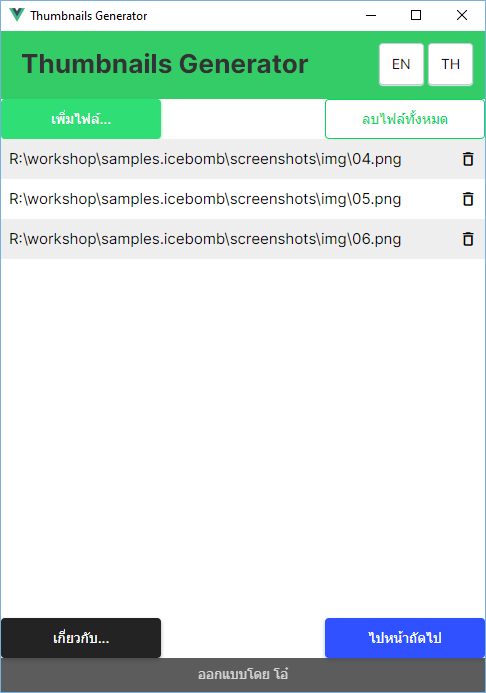 Thumbnails Generator
Thumbnails Generator
EN TH
เพิ่มไฟล์... ลบไฟล์ทั้งหมด
R:\workshop\samples.icebomb\screenshots\img\04.png
R:\workshop\samples.icebomb\screenshots\img\05.png
R:\workshop\samples.icebomb\screenshots\img\06.png
เกี่ยวกับ... ไปหน้าถัดไป
ออกแบบโดย โอ๋